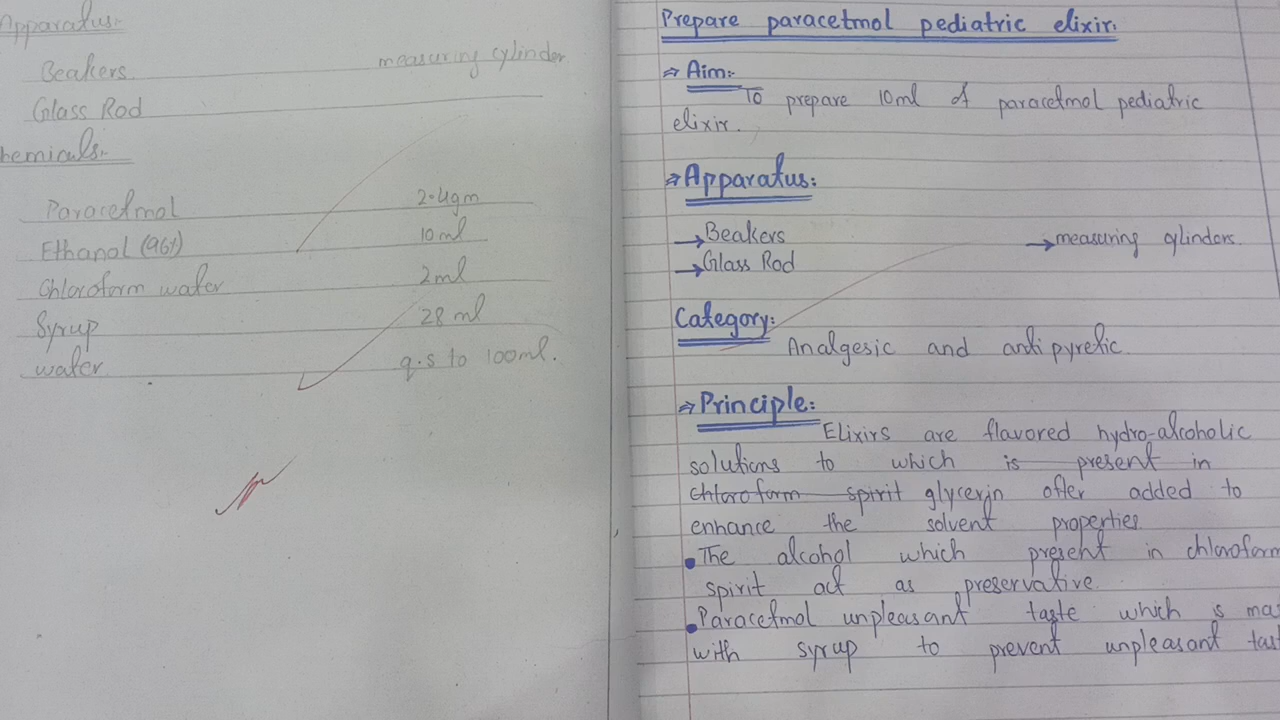 Apparatus:
Beakers measuring cylinder
Glass Rod
hemicals:
Paracetmol 2.4gm
Ethanol (96%) 10ml
Chloroform water 2ml
Syrup 28 ml
water q.s to 100ml.
Prepare paracetmol pediatric elixir.
⇒ Aim:-
To prepare 10ml of paracetmol pediatric
elixir.
⇒ Apparatus:
→ Beakers → measuring cylinders.
→ Glass Rod
Category:
Analgesic and antipyretic.
⇒ Principle:
Elixirs are flavored hydro-alcoholic
solutions to which is present in
chloroform spirit glycerin ofter added to
enhance the solvent properties
• The alcohol which present in chloroform
spirit act as preservative.
• Paracetmol unpleasant taste which is ma
with syrup to prevent unpleasant tas